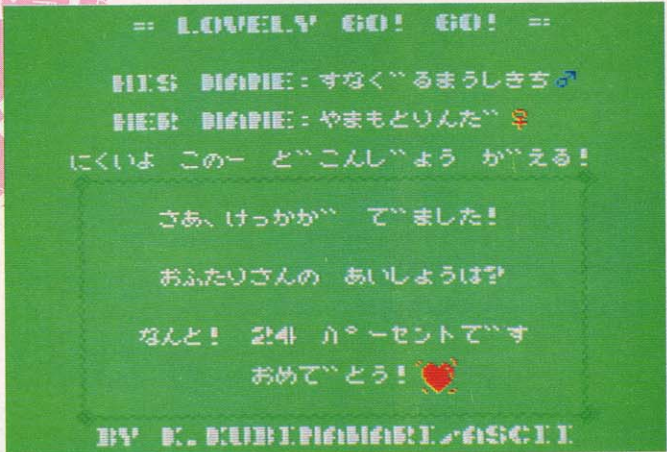 == LOVELY GO! GO! ==
HIS NAME:すなく゛るまうしきち♂
HER NAME:やまもとりんた゛♀
にくいよ このー と゛こんし゛ょう か゛える!
さあ、けっかか゛ て゛ました!
おふたりさんの あいしょうは?
なんと! 24 ハ゜ーセントて゛す
おめて゛とう!
BY K.KUBINAWARI/ASCII